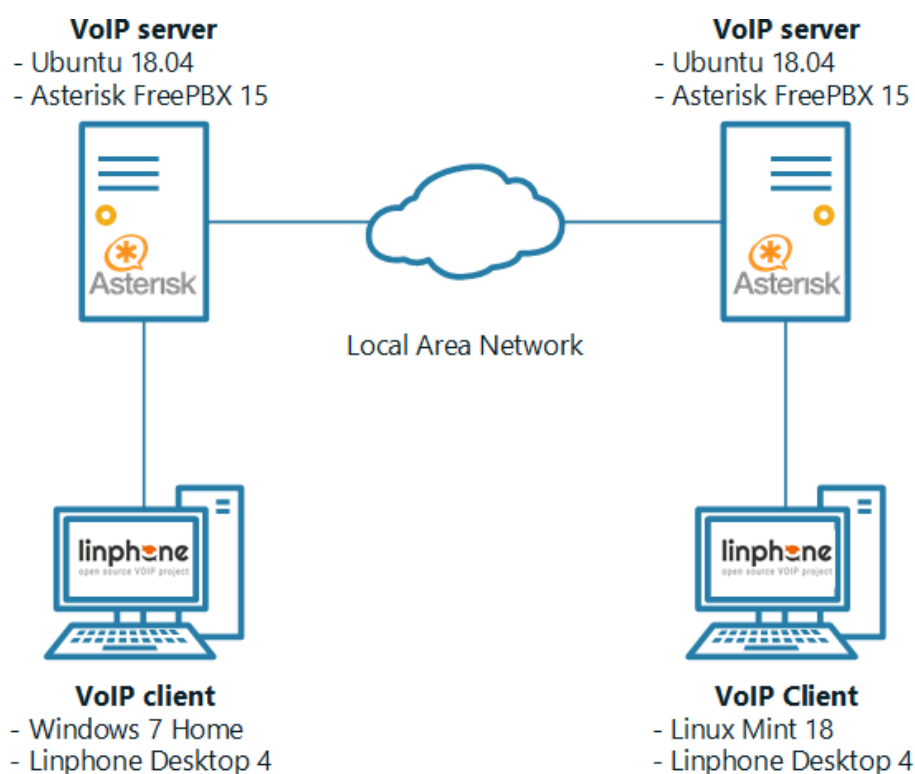 VoIP server
- Ubuntu 18.04
- Asterisk FreePBX 15
VoIP server
- Ubuntu 18.04
- Asterisk FreePBX 15
Asterisk
Asterisk
Local Area Network
linphone
open source VOIP project
linphone
open source VOIP project
VoIP client
- Windows 7 Home
- Linphone Desktop 4
VoIP Client
- Linux Mint 18
- Linphone Desktop 4